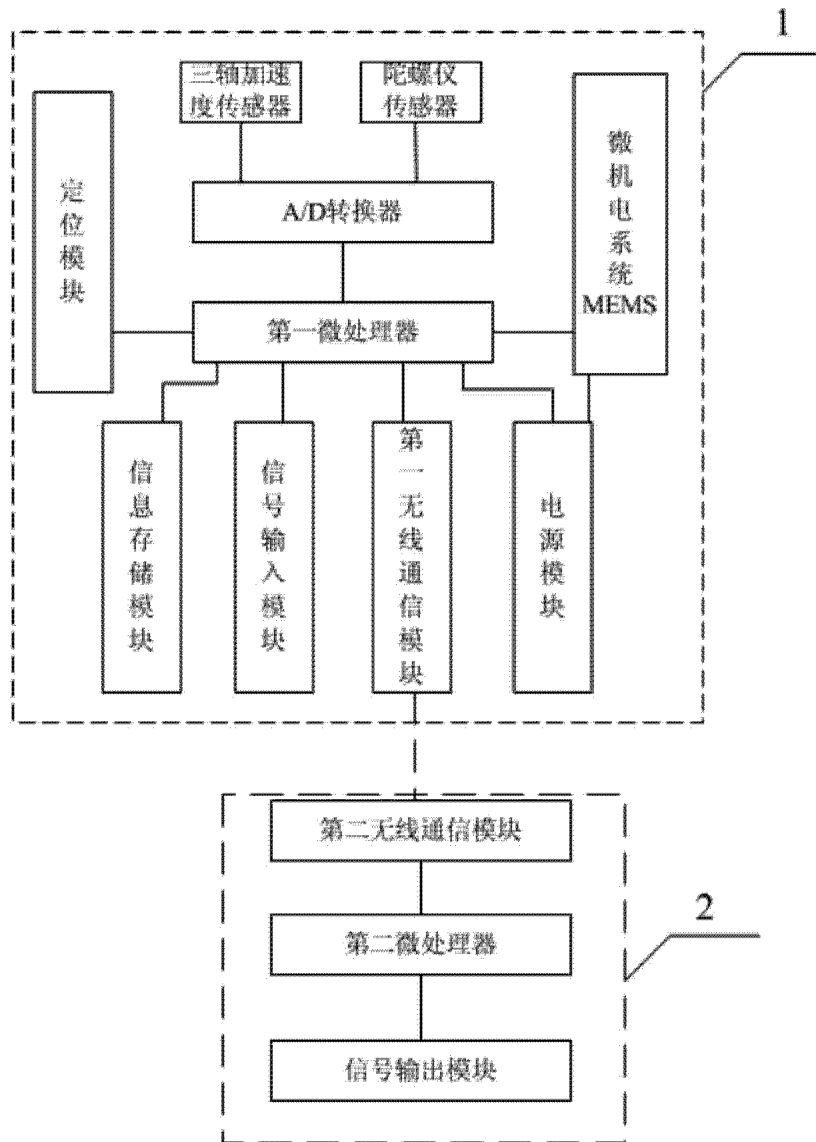 1
三轴加速
度传感器
陀螺仪
传感器
定位模块
微机电系统
MEMS
A/D转换器
第一微处理器
信息存储模块
信号输入模块
第一无线通信模块
电源模块
第二无线通信模块
2
第二微处理器
信号输出模块